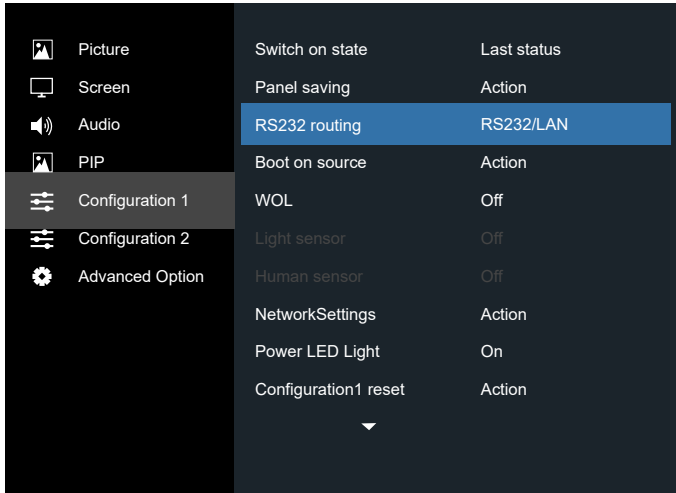 Picture
Screen
Audio
PIP
Configuration 1
Configuration 2
Advanced Option
Switch on state Last status
Panel saving Action
RS232 routing RS232/LAN
Boot on source Action
WOL Off
Light sensor Off
Human sensor Off
NetworkSettings Action
Power LED Light On
Configuration1 reset Action